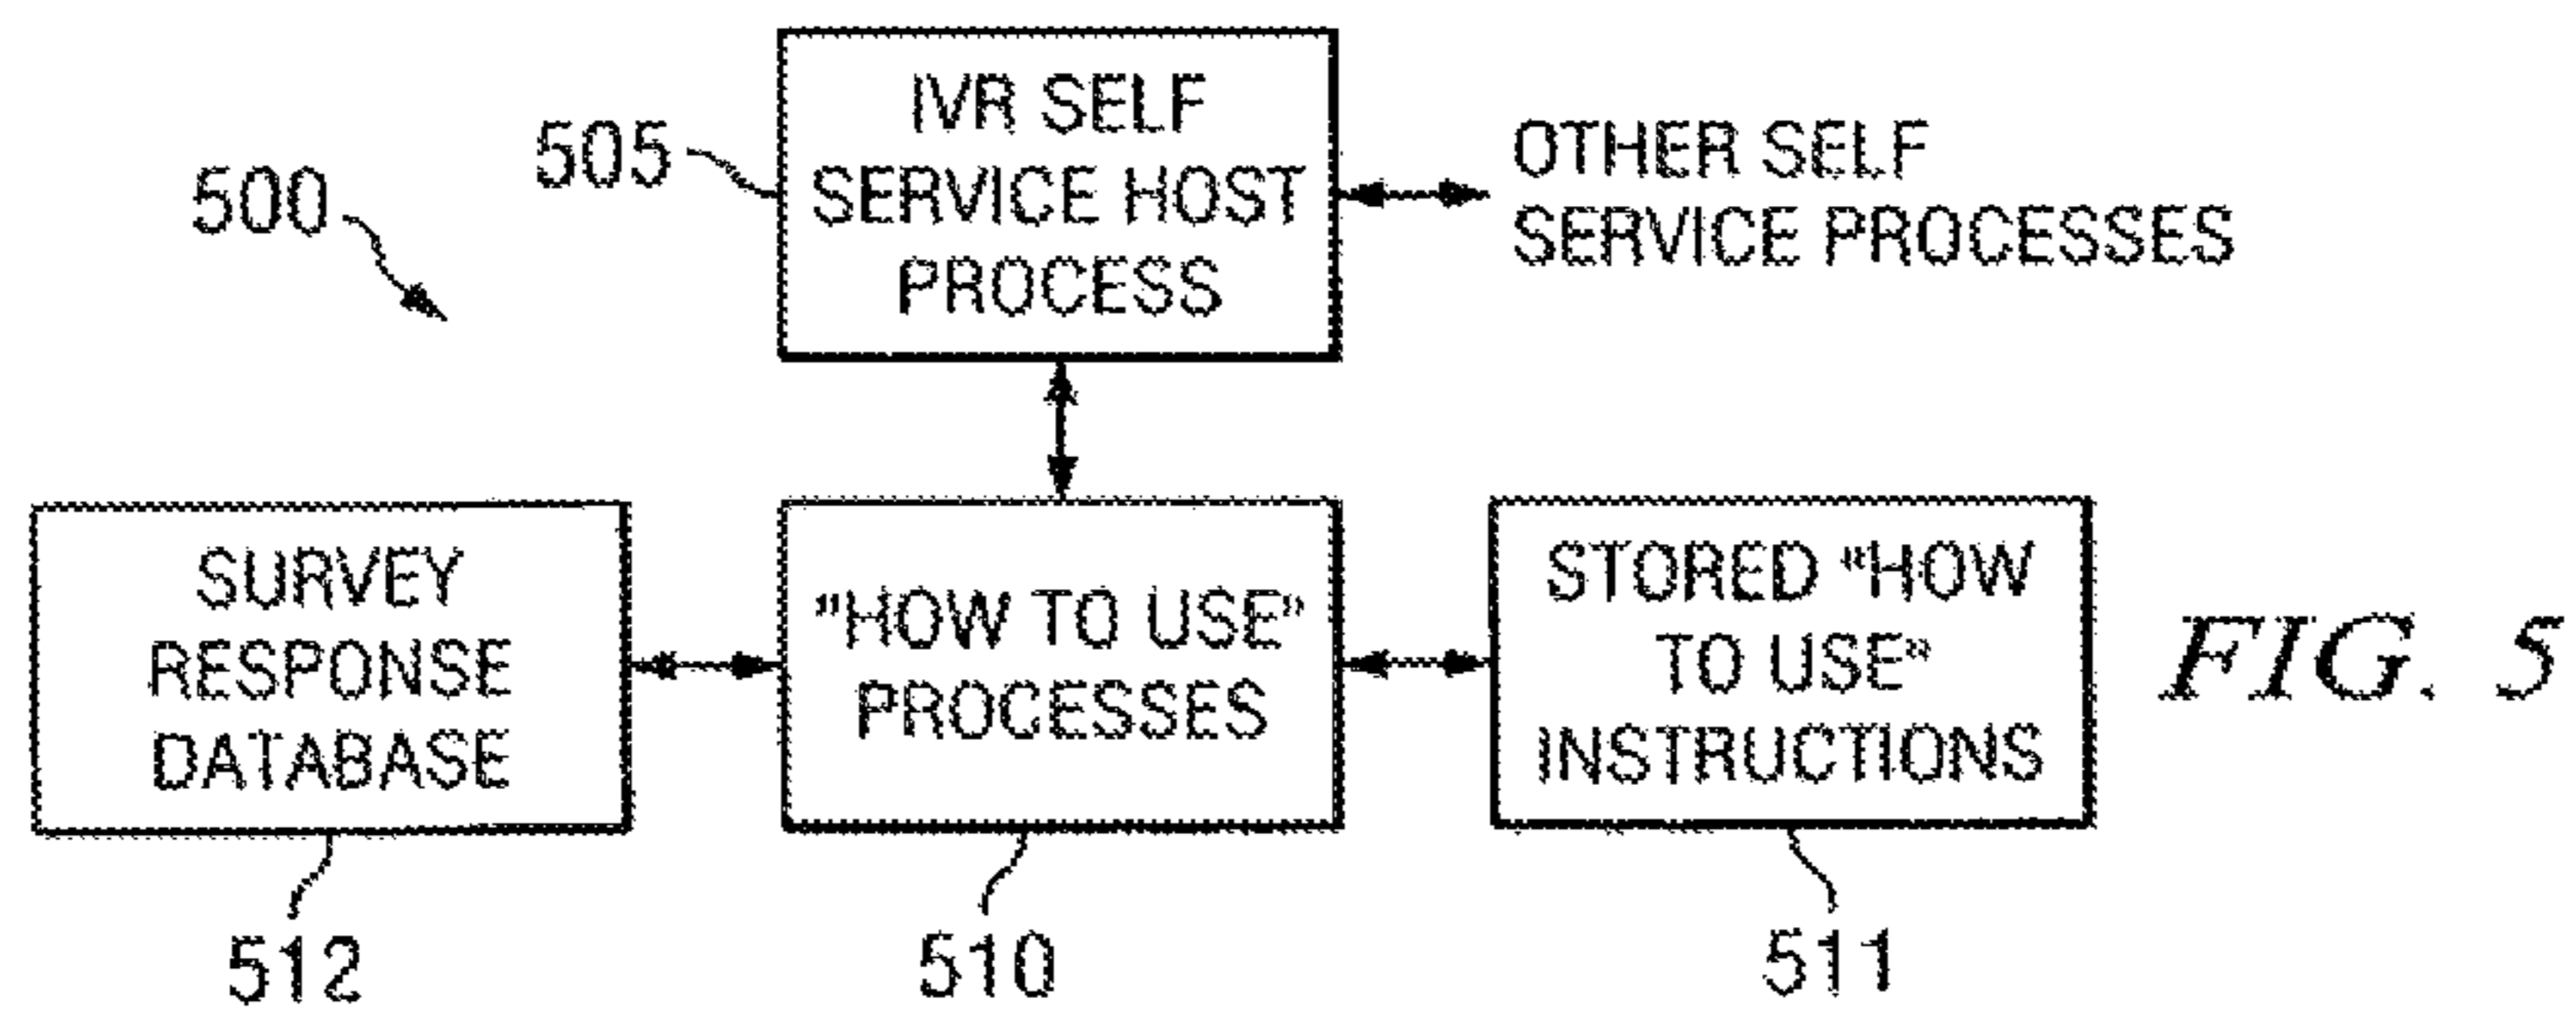 500
505
IVR SELF
SERVICE HOST
PROCESS
OTHER SELF
SERVICE PROCESSES
SURVEY
RESPONSE
DATABASE
512
"HOW TO USE"
PROCESSES
510
STORED "HOW
TO USE"
INSTRUCTIONS
511
FIG. 5